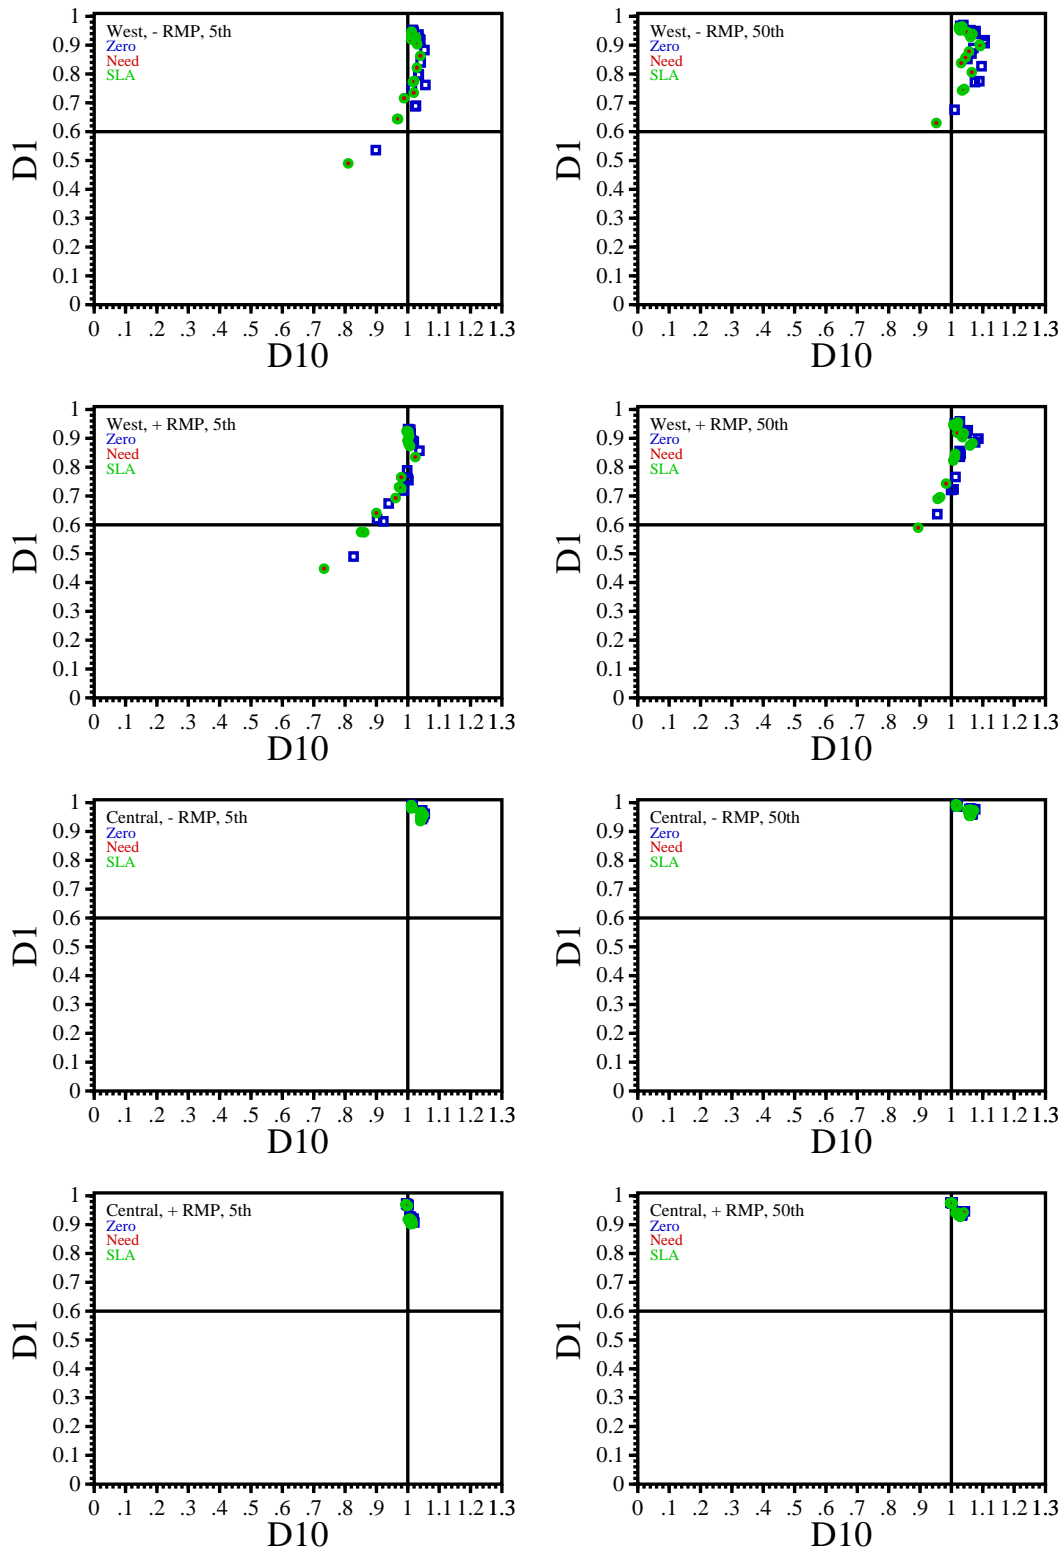 West, - RMP, 5th
Zero
Need
SLA
1
0.9
0.8
0.7
0.6
0.5
0.4
0.3
0.2
0.1
0
D1
0 .1 .2 .3 .4 .5 .6 .7 .8 .9 1 1.1 1.2 1.3
D10
West, - RMP, 50th
Zero
Need
SLA
1
0.9
0.8
0.7
0.6
0.5
0.4
0.3
0.2
0.1
0
D1
0 .1 .2 .3 .4 .5 .6 .7 .8 .9 1 1.1 1.2 1.3
D10
West, + RMP, 5th
Zero
Need
SLA
1
0.9
0.8
0.7
0.6
0.5
0.4
0.3
0.2
0.1
0
D1
0 .1 .2 .3 .4 .5 .6 .7 .8 .9 1 1.1 1.2 1.3
D10
West, + RMP, 50th
Zero
Need
SLA
1
0.9
0.8
0.7
0.6
0.5
0.4
0.3
0.2
0.1
0
D1
0 .1 .2 .3 .4 .5 .6 .7 .8 .9 1 1.1 1.2 1.3
D10
Central, - RMP, 5th
Zero
Need
SLA
1
0.9
0.8
0.7
0.6
0.5
0.4
0.3
0.2
0.1
0
D1
0 .1 .2 .3 .4 .5 .6 .7 .8 .9 1 1.1 1.2 1.3
D10
Central, - RMP, 50th
Zero
Need
SLA
1
0.9
0.8
0.7
0.6
0.5
0.4
0.3
0.2
0.1
0
D1
0 .1 .2 .3 .4 .5 .6 .7 .8 .9 1 1.1 1.2 1.3
D10
Central, + RMP, 5th
Zero
Need
SLA
1
0.9
0.8
0.7
0.6
0.5
0.4
0.3
0.2
0.1
0
D1
0 .1 .2 .3 .4 .5 .6 .7 .8 .9 1 1.1 1.2 1.3
D10
Central, + RMP, 50th
Zero
Need
SLA
1
0.9
0.8
0.7
0.6
0.5
0.4
0.3
0.2
0.1
0
D1
0 .1 .2 .3 .4 .5 .6 .7 .8 .9 1 1.1 1.2 1.3
D10